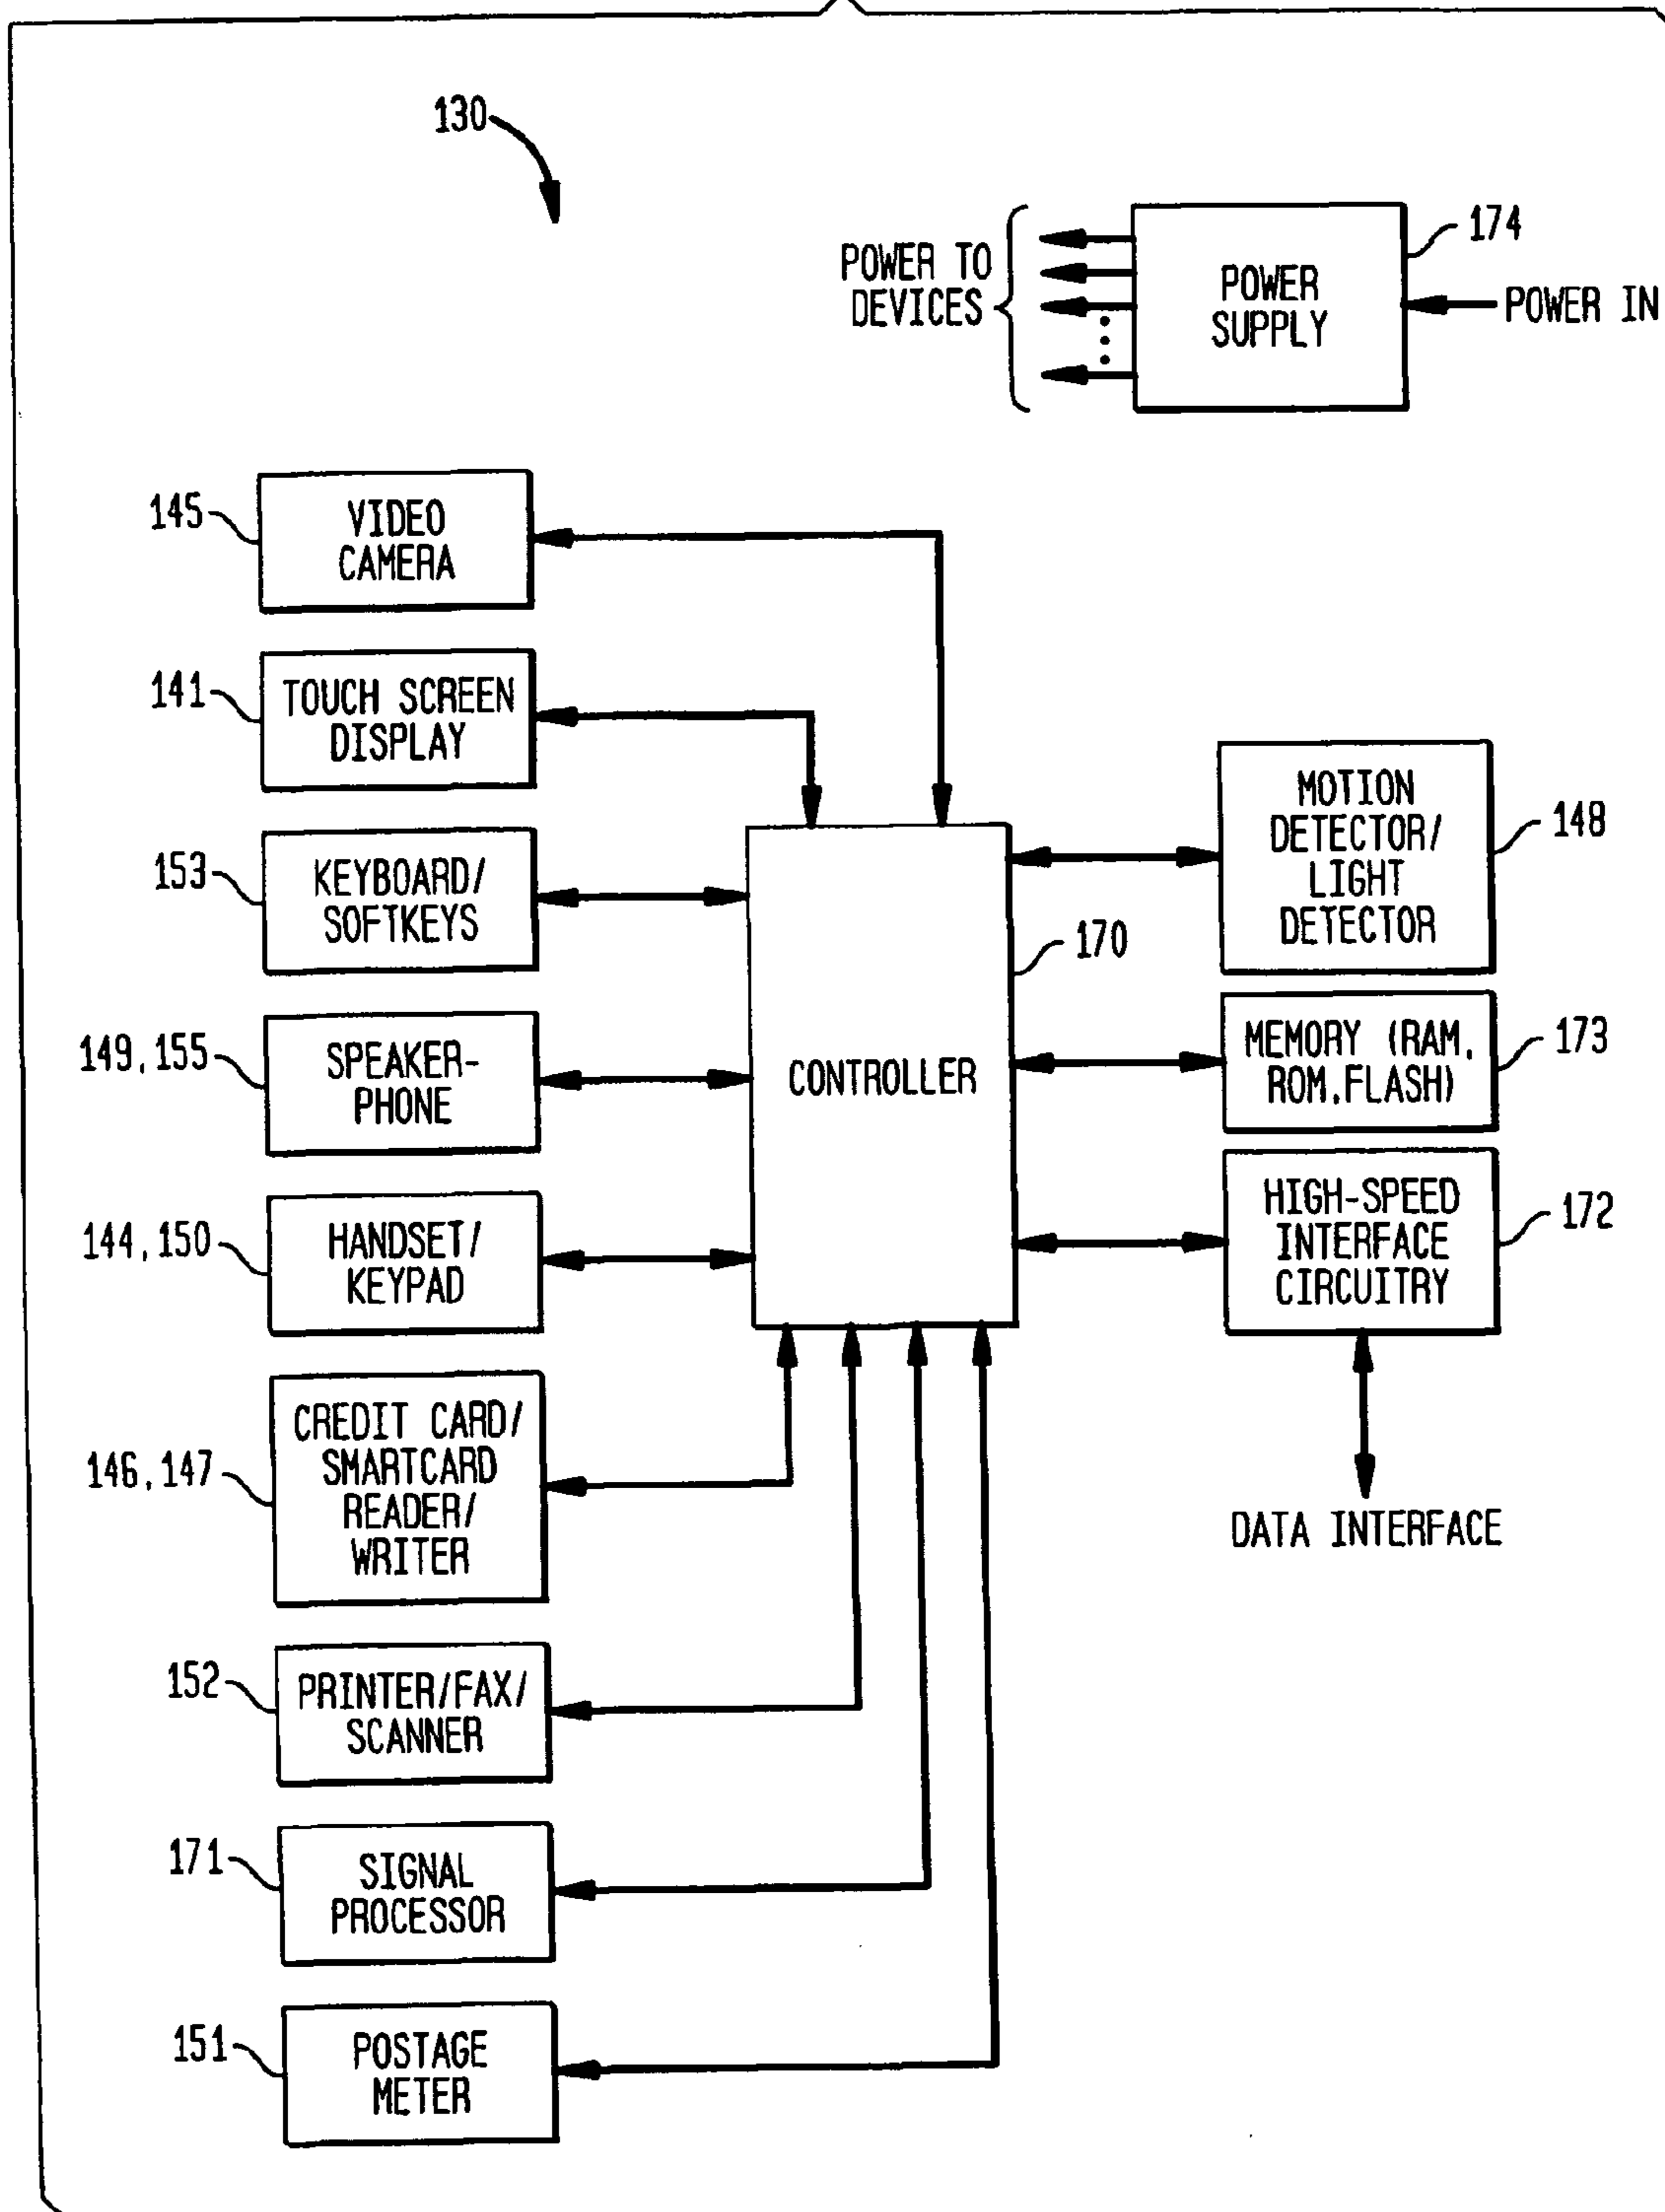 130
POWER TO
DEVICES
POWER
SUPPLY
174
POWER IN
145
VIDEO
CAMERA
141
TOUCH SCREEN
DISPLAY
153
KEYBOARD/
SOFTKEYS
149,155
SPEAKER-
PHONE
144,150
HANDSET/
KEYPAD
146,147
CREDIT CARD/
SMARTCARD
READER/
WRITER
152
PRINTER/FAX/
SCANNER
171
SIGNAL
PROCESSOR
151
POSTAGE
METER
CONTROLLER
170
MOTION
DETECTOR/
LIGHT
DETECTOR
148
MEMORY (RAM,
ROM,FLASH)
173
HIGH-SPEED
INTERFACE
CIRCUITRY
172
DATA INTERFACE